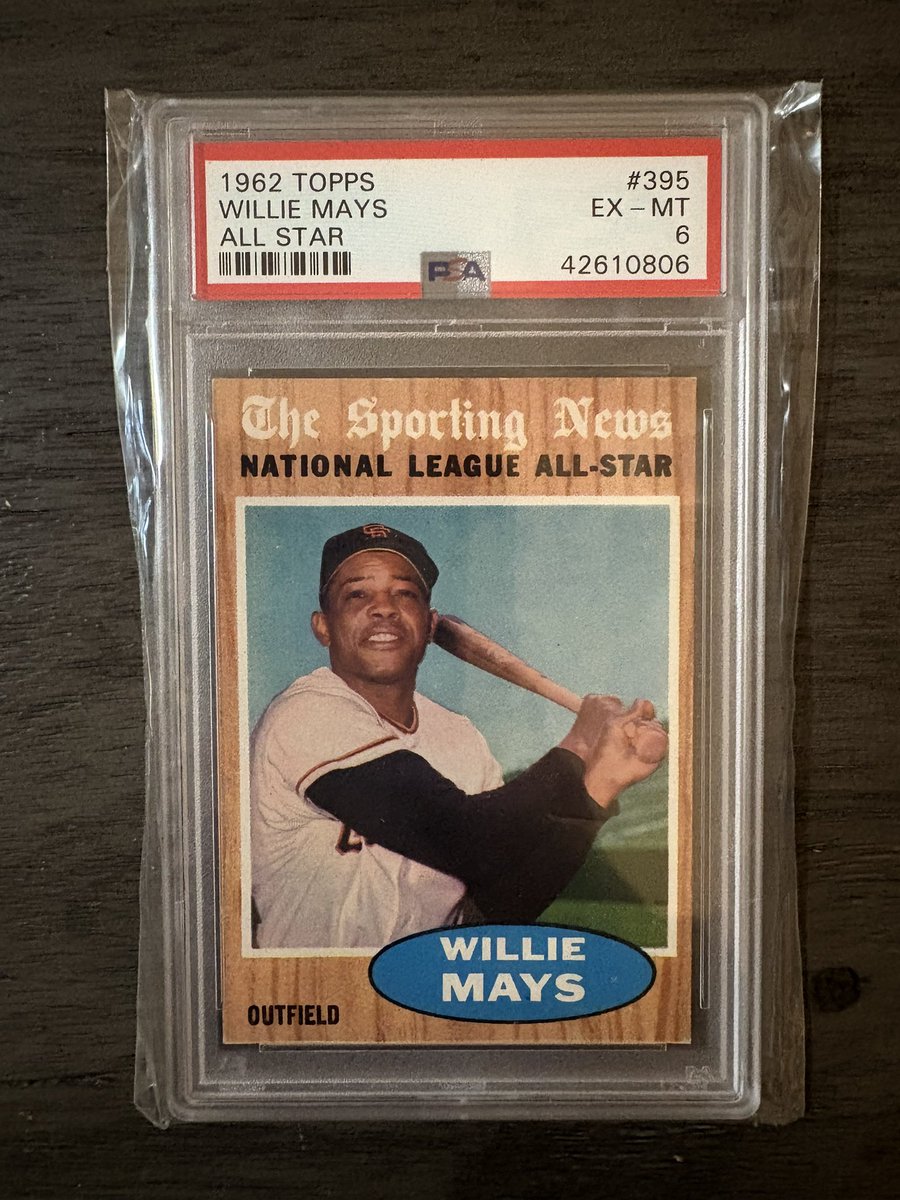 1962 TOPPS #395
WILLIE MAYS EX - MT
ALL STAR 6
PSA 42610806
The Sporting News
NATIONAL LEAGUE ALL-STAR
SF
WILLIE
MAYS
OUTFIELD